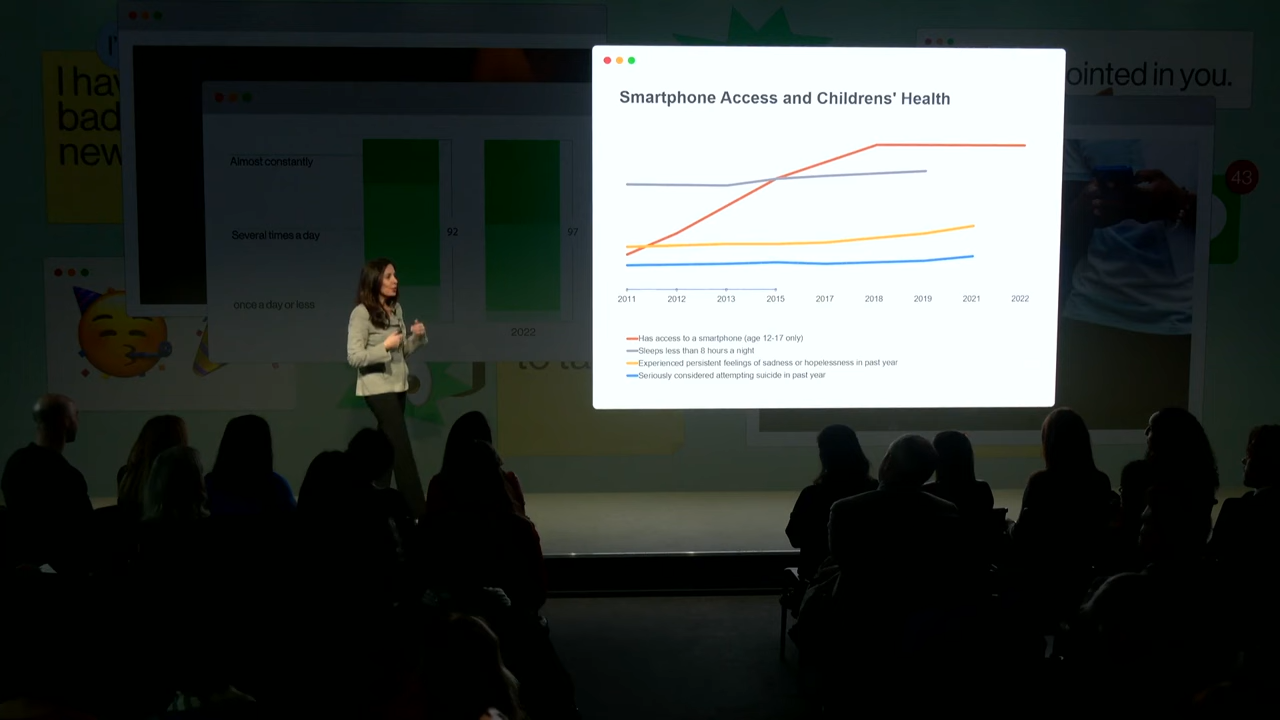 I hav
bad
new
ointed in you.
Smartphone Access and Childrens' Health
Almost constantly
Several times a day
92
97
once a day or less
2022
43
2011 2012 2013 2015 2017 2018 2019 2021 2022
Has access to a smartphone (age 12-17 only)
Sleeps less than 8 hours a night
Experienced persistent feelings of sadness or hopelessness in past year
Seriously considered attempting suicide in past year